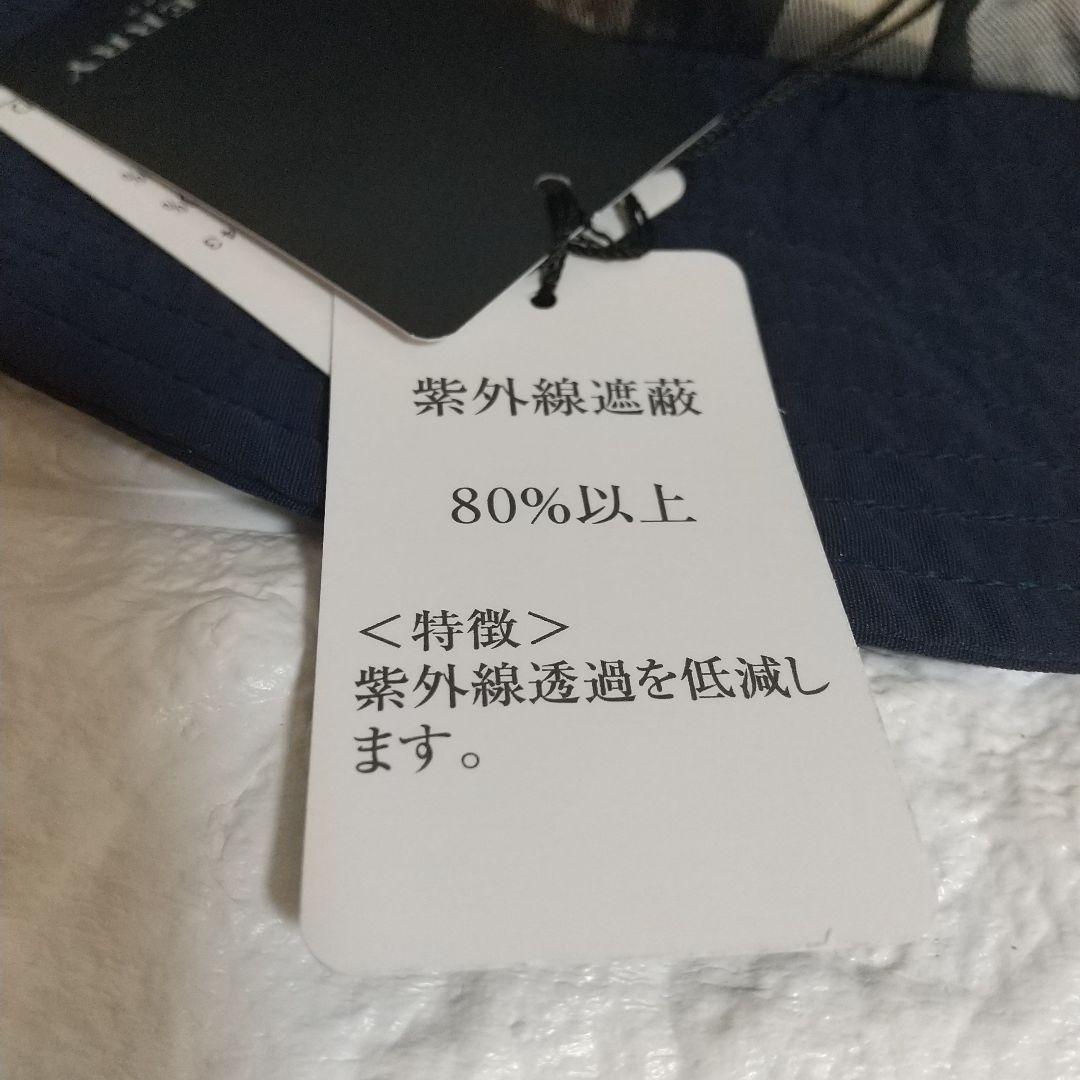 ERRY
紫外線遮蔽
80%以上
<特徴>
紫外線透過を低減し
ます。